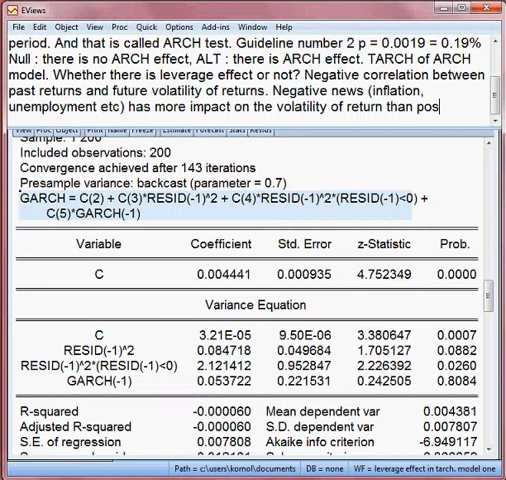 EViews
File Edit Object View Proc Quick Options Add-ins Window Help
period. And that is called ARCH test. Guideline number 2 p = 0.0019 = 0.19%
Null : there is no ARCH effect, ALT : there is ARCH effect. TARCH of ARCH
model. Whether there is leverage effect or not? Negative correlation between
past returns and future volatility of returns. Negative news (inflation,
unemployment etc) has more impact on the volatility of return than pos
View Proc Object Print Name Freeze Estimate Forecast Stats Resids
Sample: 1 200
Included observations: 200
Convergence achieved after 143 iterations
Presample variance: backcast (parameter = 0.7)
GARCH = C(2) + C(3)*RESID(-1)^2 + C(4)*RESID(-1)^2*(RESID(-1)<0) +
C(5)*GARCH(-1)
Variable Coefficient Std. Error z-Statistic Prob.
C 0.004441 0.000935 4.752349 0.0000
Variance Equation
C 3.21E-05 9.50E-06 3.380647 0.0007
RESID(-1)^2 0.084718 0.049684 1.705127 0.0882
RESID(-1)^2*(RESID(-1)<0) 2.121412 0.952847 2.226392 0.0260
GARCH(-1) 0.053722 0.221531 0.242505 0.8084
R-squared -0.000060 Mean dependent var 0.004381
Adjusted R-squared -0.000060 S.D. dependent var 0.007807
S.E. of regression 0.007808 Akaike info criterion -6.949117
Path = c:\users\komol\documents DB = none WF = leverage effect in tarch. model one